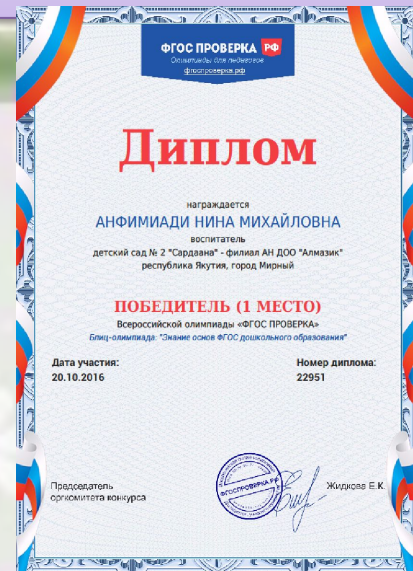 ФГОС ПРОВЕРКА РФ
Олимпиады для педагогов
фгоспроверка.рф
Диплом
награждается
АНФИМИАДИ НИНА МИХАЙЛОВНА
воспитатель
детский сад № 2 "Сардаана" - филиал АН ДОО "Алмазик"
республика Якутия, город Мирный
ПОБЕДИТЕЛЬ (1 МЕСТО)
Всероссийской олимпиады «ФГОС ПРОВЕРКА»
Блиц-олимпиада: "Знание основ ФГОС дошкольного образования"
Дата участия: Номер диплома:
20.10.2016 22951
Председатель
оргкомитета конкурса
ФГОСПРОВЕРКА.РФ
Жидкова Е.К.